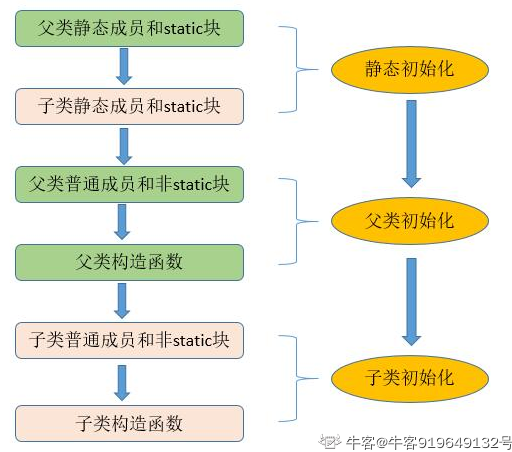 父类静态成员和static块
子类静态成员和static块
父类普通成员和非static块
父类构造函数
子类普通成员和非static块
子类构造函数
静态初始化
父类初始化
子类初始化
牛客@牛客919649132号